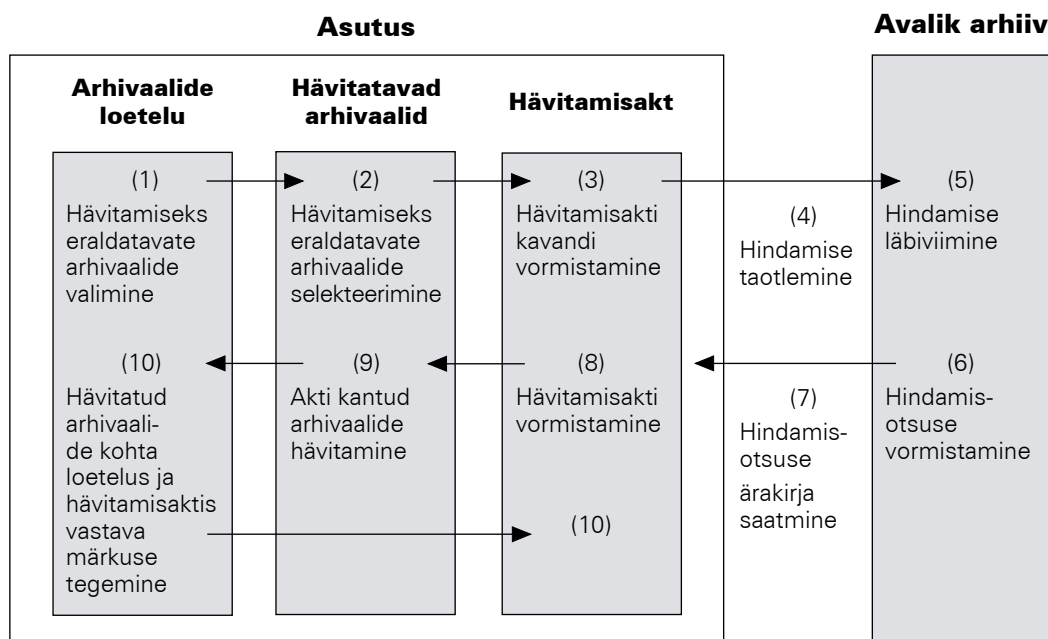 Asutus
Avalik arhiiv
Arhivaalide
loetelu
Hävitatavad
arhivaalid
Hävitamisakt
(1)
Hävitamiseks
eraldatavate
arhivaalide
valimine
(2)
Hävitamiseks
eraldatavate
arhivaalide
selekteerimine
(3)
Hävitamisakti
kavandi
vormistamine
(4)
Hindamise
taotlemine
(5)
Hindamise
läbiviimine
(10)
Hävitatud
arhivaali-
de kohta
loetelus ja
hävitamisaktis
vastava
märkuse
tegemine
(9)
Akti kantud
arhivaalide
hävitamine
(8)
Hävitamisakti
vormistamine
(10)
(7)
Hindamis-
otsuse
ärakirja
saatmine
(6)
Hindamis-
otsuse
vormistamine